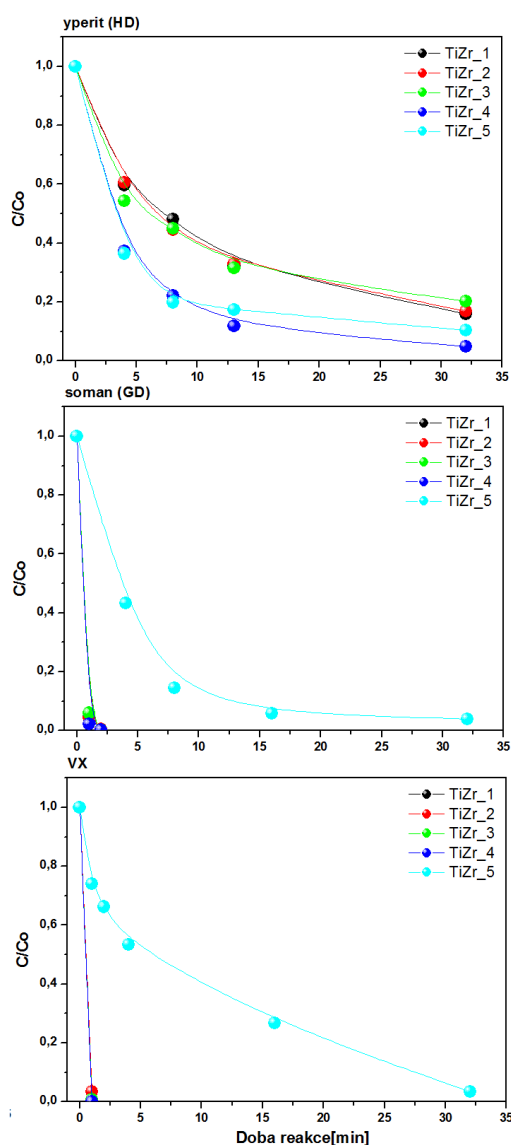 yperit (HD)
1,0
0,8
0,6
0,4
0,2
0,0
C/Co
TiZr_1
TiZr_2
TiZr_3
TiZr_4
TiZr_5
0 5 10 15 20 25 30 35
soman (GD)
1,0
0,8
0,6
0,4
0,2
0,0
C/Co
TiZr_1
TiZr_2
TiZr_3
TiZr_4
TiZr_5
0 5 10 15 20 25 30 35
VX
1,0
0,8
0,6
0,4
0,2
0,0
C/Co
TiZr_1
TiZr_2
TiZr_3
TiZr_4
TiZr_5
0 5 10 15 20 25 30 35
Doba reakce[min]